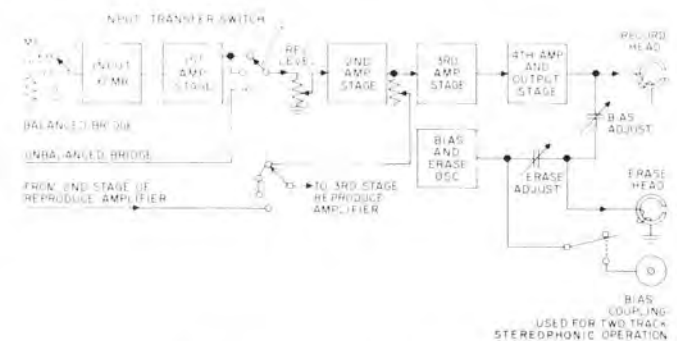 INPUT TRANSFER SWITCH
INPUT
XFMR
1ST
AMP
STAGE
REC
LEVEL
2ND
AMP
STAGE
3RD
AMP
STAGE
4TH AMP
AND
OUTPUT
STAGE
RECORD
HEAD
BALANCED BRIDGE
UNBALANCED BRIDGE
FROM 2ND STAGE OF
REPRODUCE AMPLIFIER
TO 3RD STAGE
REPRODUCE
AMPLIFIER
BIAS
AND
ERASE
OSC
BIAS
ADJUST
ERASE
ADJUST
ERASE
HEAD
BIAS
COUPLING
USED FOR TWO TRACK
STEREOPHONIC OPERATION